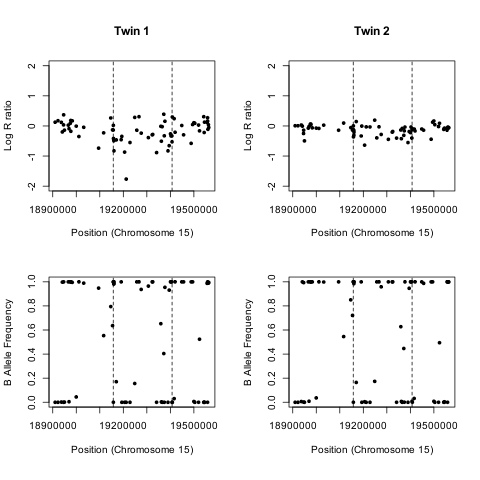 Twin 1
Twin 2
Log R ratio
2
1
0
-1
-2
18900000 19200000 19500000
Position (Chromosome 15)
Log R ratio
2
1
0
-1
-2
18900000 19200000 19500000
Position (Chromosome 15)
B Allele Frequency
1.0
0.8
0.6
0.4
0.2
0.0
18900000 19200000 19500000
Position (Chromosome 15)
B Allele Frequency
1.0
0.8
0.6
0.4
0.2
0.0
18900000 19200000 19500000
Position (Chromosome 15)